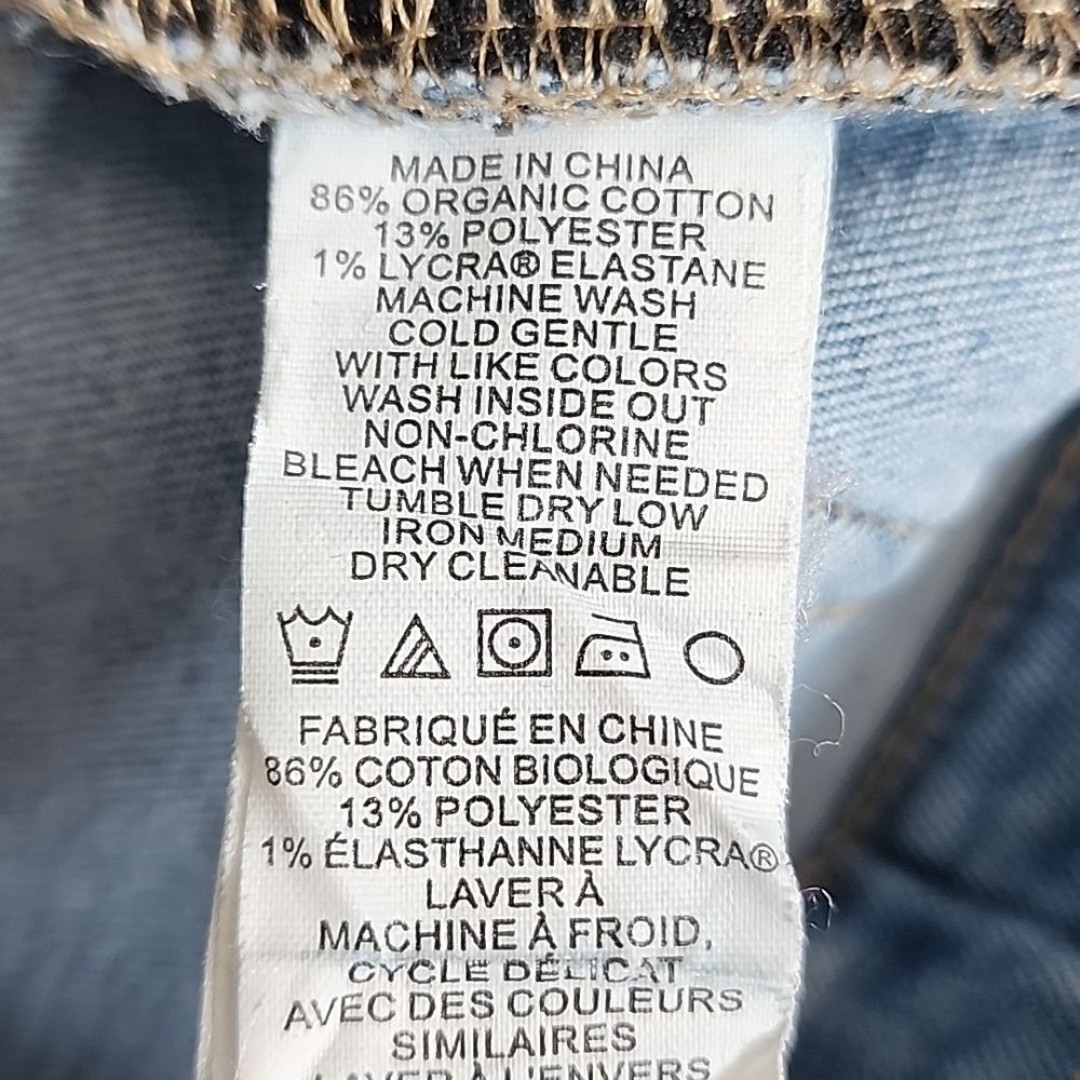 MADE IN CHINA
86% ORGANIC COTTON
13% POLYESTER
1% LYCRA® ELASTANE
MACHINE WASH
COLD GENTLE
WITH LIKE COLORS
WASH INSIDE OUT
NON-CHLORINE
BLEACH WHEN NEEDED
TUMBLE DRY LOW
IRON MEDIUM
DRY CLEANABLE
FABRIQUÉ EN CHINE
86% COTON BIOLOGIQUE
13% POLYESTER
1% ÉLASTHANNE LYCRA®
LAVER À
MACHINE À FROID,
CYCLE DÉLICAT
AVEC DES COULEURS
SIMILAIRES
LAVER À L'ENVERS